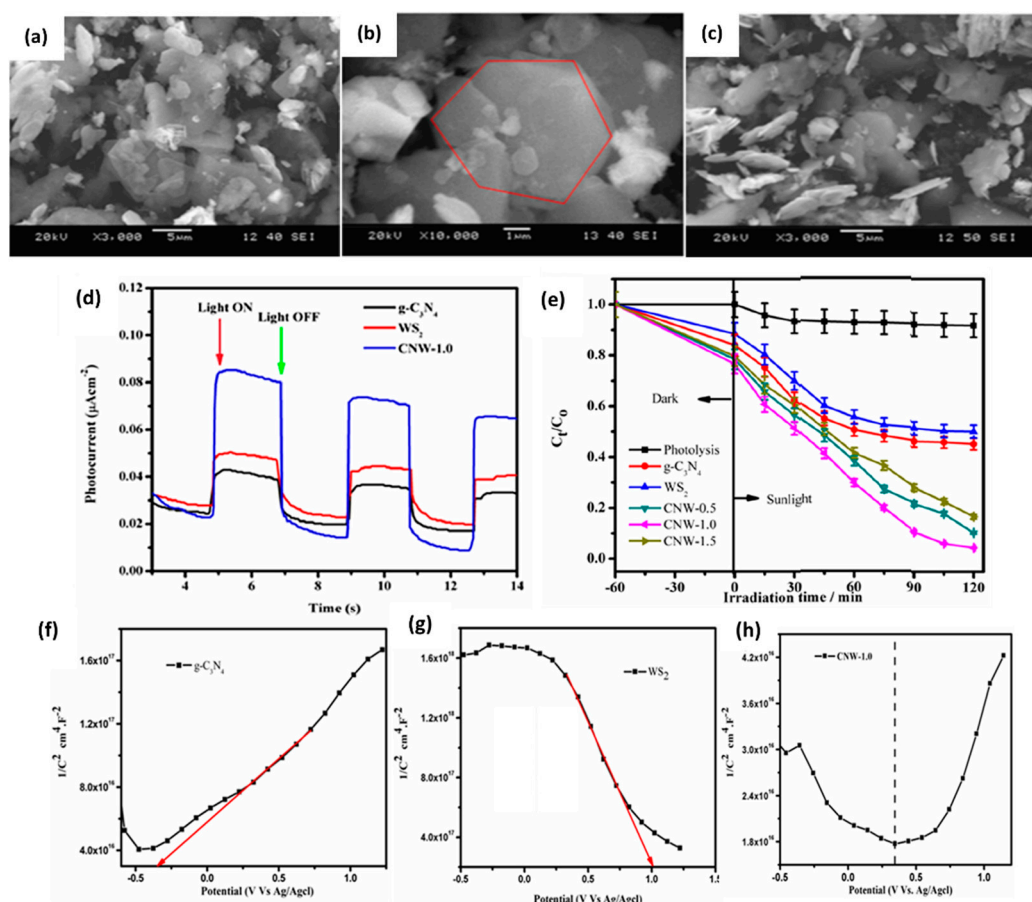 (a)
20kV X3,000 5µm 12 40 SEI
(b)
20kV X10,000 1µm 13 40 SEI
(c)
20kV X3,000 5µm 12 50 SEI
(d)
Light ON
Light OFF
g-C₃N₄
WS₂
CNW-1.0
Photocurrent (µAcm⁻²)
0.12
0.10
0.08
0.06
0.04
0.02
0.00
4 6 8 10 12 14
Time (s)
(e)
Dark
Sunlight
Photolysis
g-C₃N₄
WS₂
CNW-0.5
CNW-1.0
CNW-1.5
Cₜ/Cₒ
1.0
0.8
0.6
0.4
0.2
0.0
-60 -30 0 30 60 90 120
Irradiation time / min
(f)
g-C₃N₄
1/C² cm⁴.F⁻²
1.6x10¹⁷
1.2x10¹⁷
8.0x10¹⁶
4.0x10¹⁶
-0.5 0.0 0.5 1.0
Potential (V Vs Ag/Agcl)
(g)
WS₂
1/C² cm⁴.F⁻²
1.6x10¹⁸
1.2x10¹⁸
8.0x10¹⁷
4.0x10¹⁷
-0.5 0.0 0.5 1.0 1.5
Potential (V Vs Ag/Agcl)
(h)
CNW-1.0
1/C² cm⁴.F⁻²
4.2x10¹⁶
3.0x10¹⁶
1.8x10¹⁶
-0.5 0.0 0.5 1.0
Potential (V Vs. Ag/Agcl)